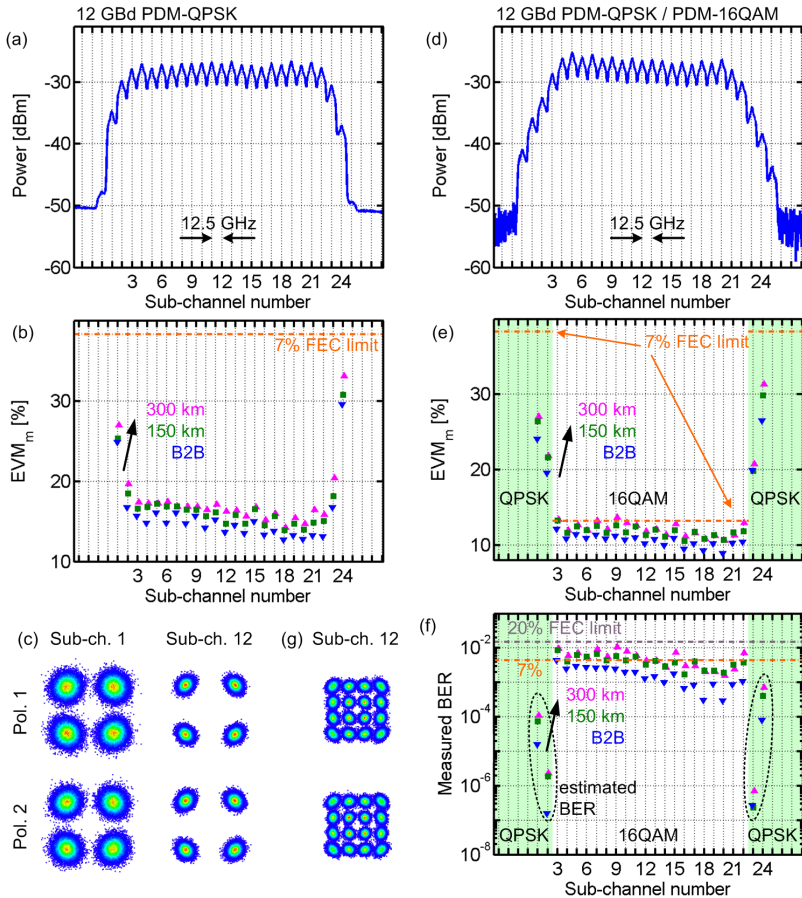 12 GBd PDM-QPSK
(a)
Power [dBm]
-30
-40
-50
-60
12.5 GHz
3 6 9 12 15 18 21 24
Sub-channel number
12 GBd PDM-QPSK / PDM-16QAM
(d)
Power [dBm]
-30
-40
-50
-60
12.5 GHz
3 6 9 12 15 18 21 24
Sub-channel number
(b)
EVMm [%]
30
20
10
7% FEC limit
300 km
150 km
B2B
3 6 9 12 15 18 21 24
Sub-channel number
(e)
EVMm [%]
30
20
10
7% FEC limit
300 km
150 km
B2B
QPSK
16QAM
QPSK
3 6 9 12 15 18 21 24
Sub-channel number
(c)
Sub-ch. 1
Sub-ch. 12
(g)
Sub-ch. 12
Pol. 1
Pol. 2
(f)
Measured BER
10-2
10-4
10-6
10-8
20% FEC limit
7%
300 km
150 km
B2B
estimated
BER
QPSK
16QAM
QPSK
3 6 9 12 15 18 21 24
Sub-channel number